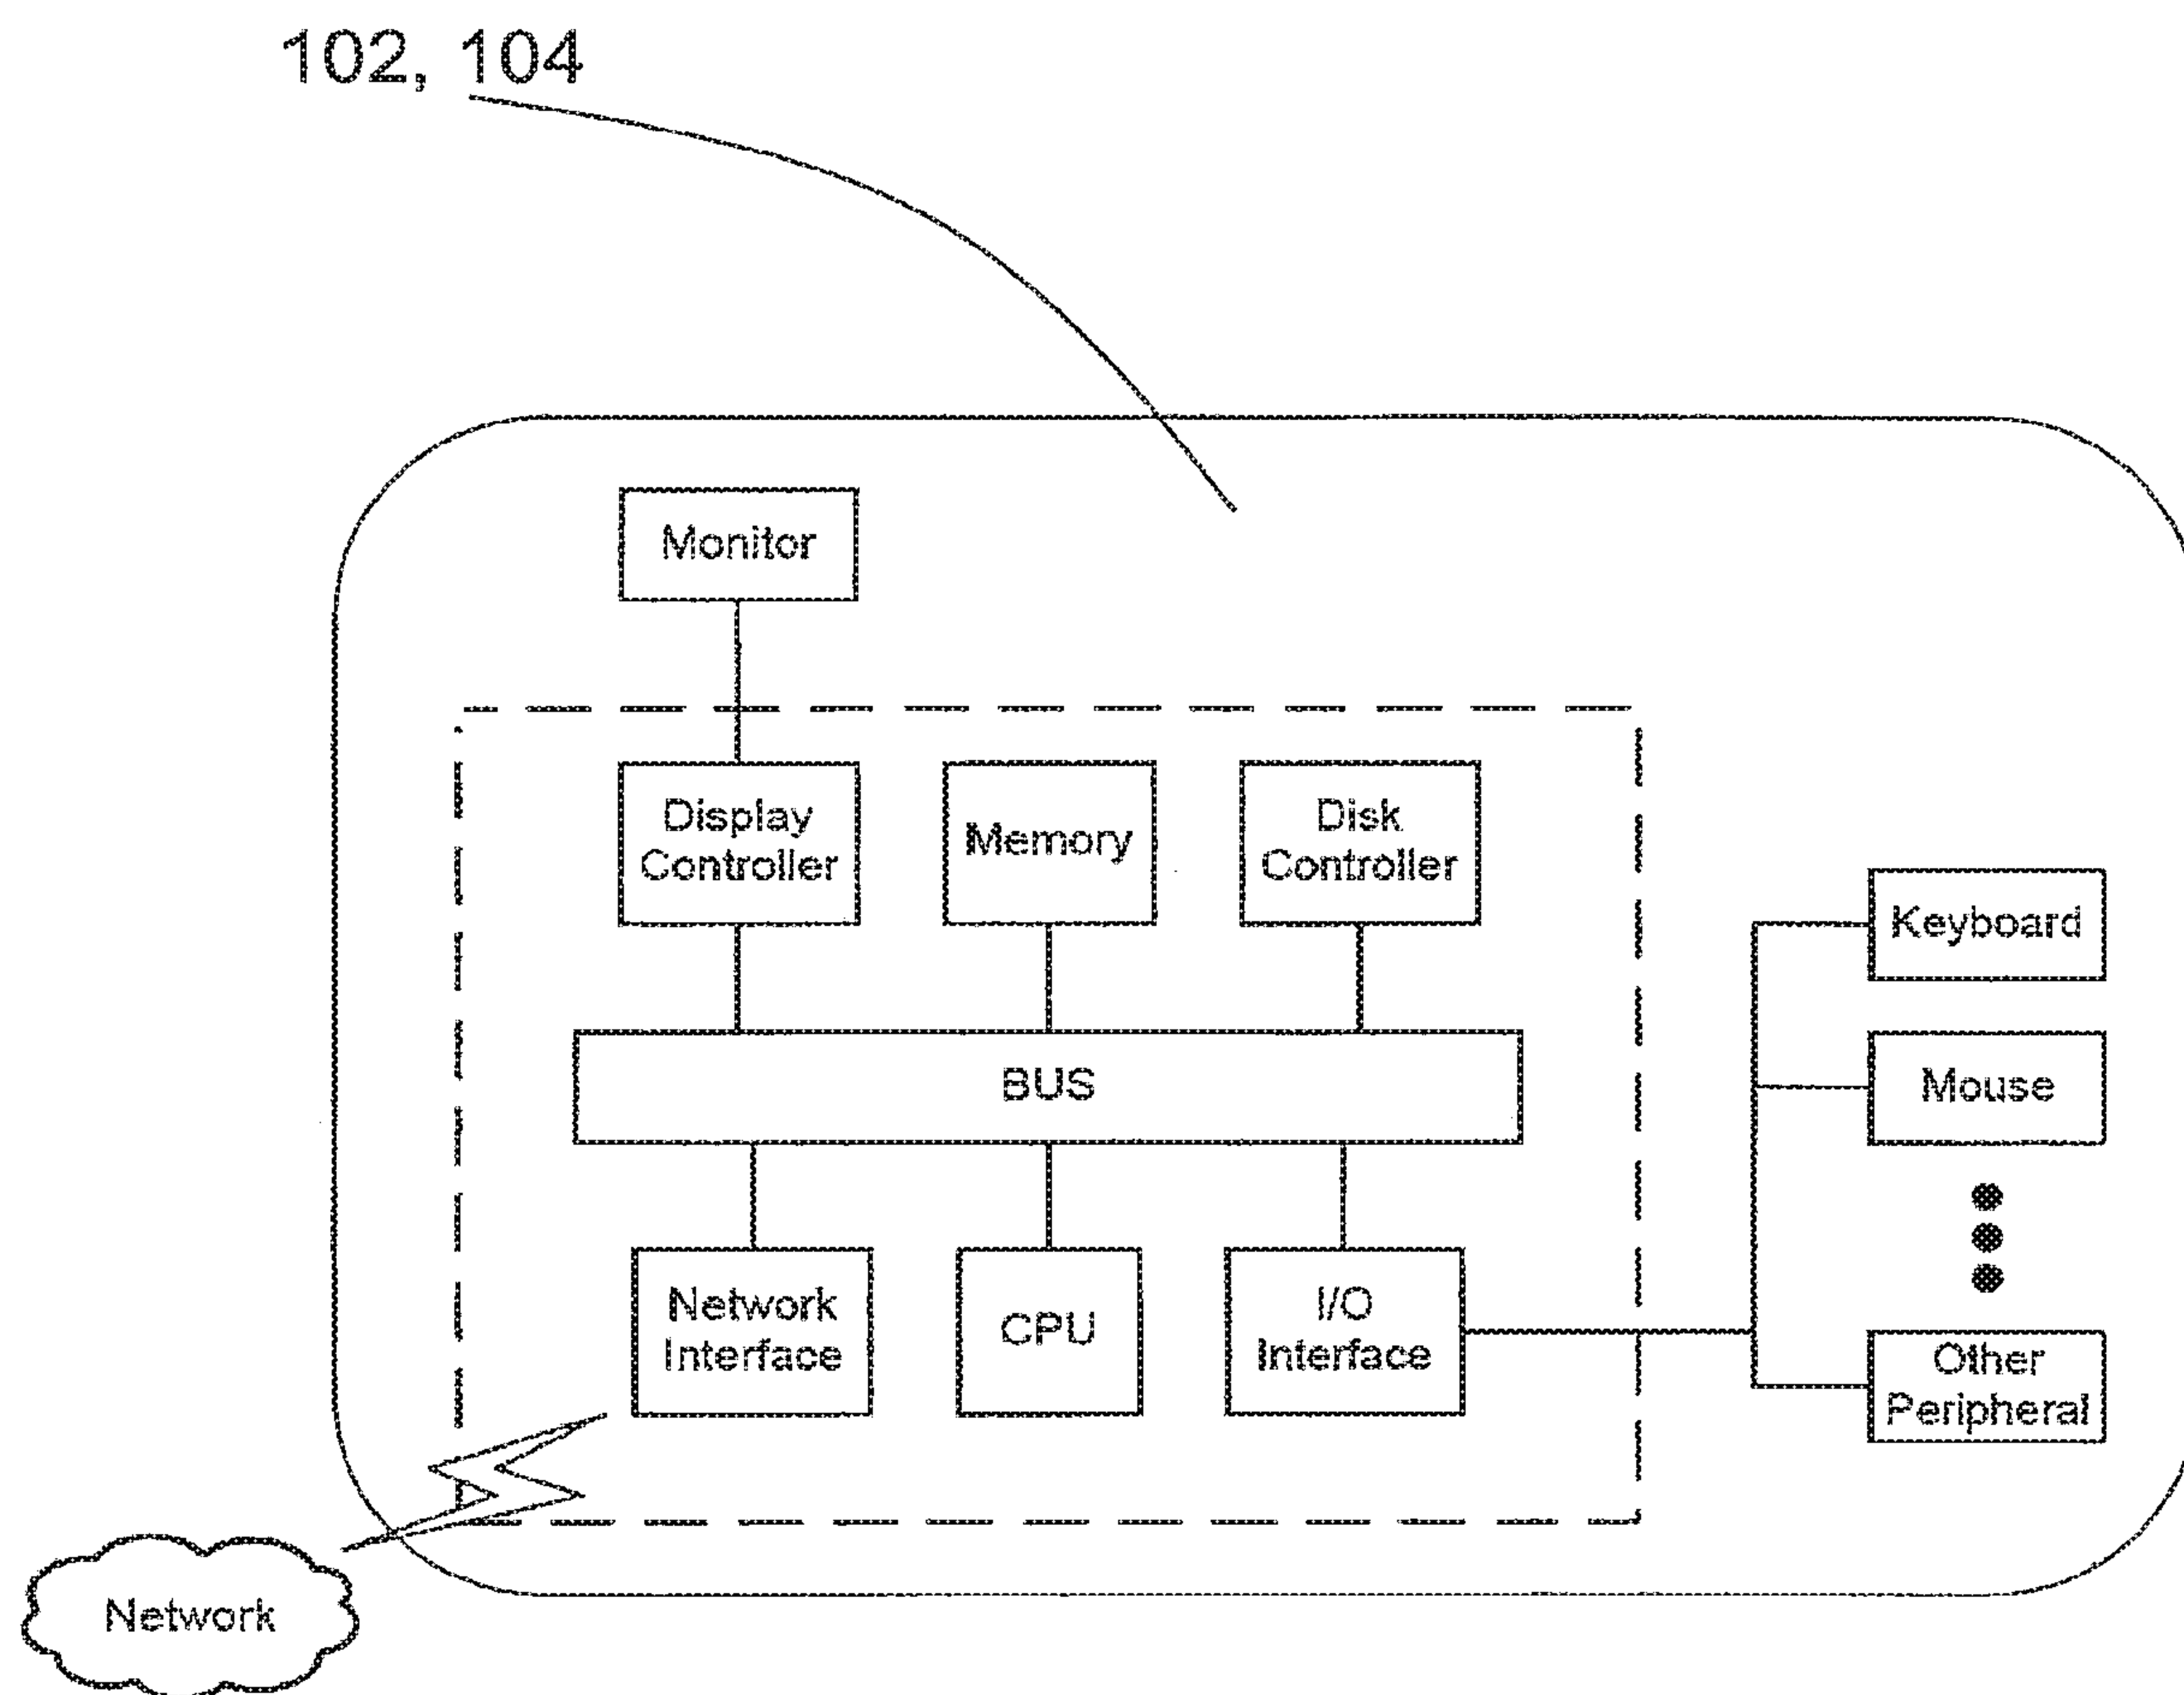 102, 104
Monitor
Display
Controller
Memory
Disk
Controller
Keyboard
BUS
Mouse
Network
Interface
CPU
I/O
Interface
Other
Peripheral
Network